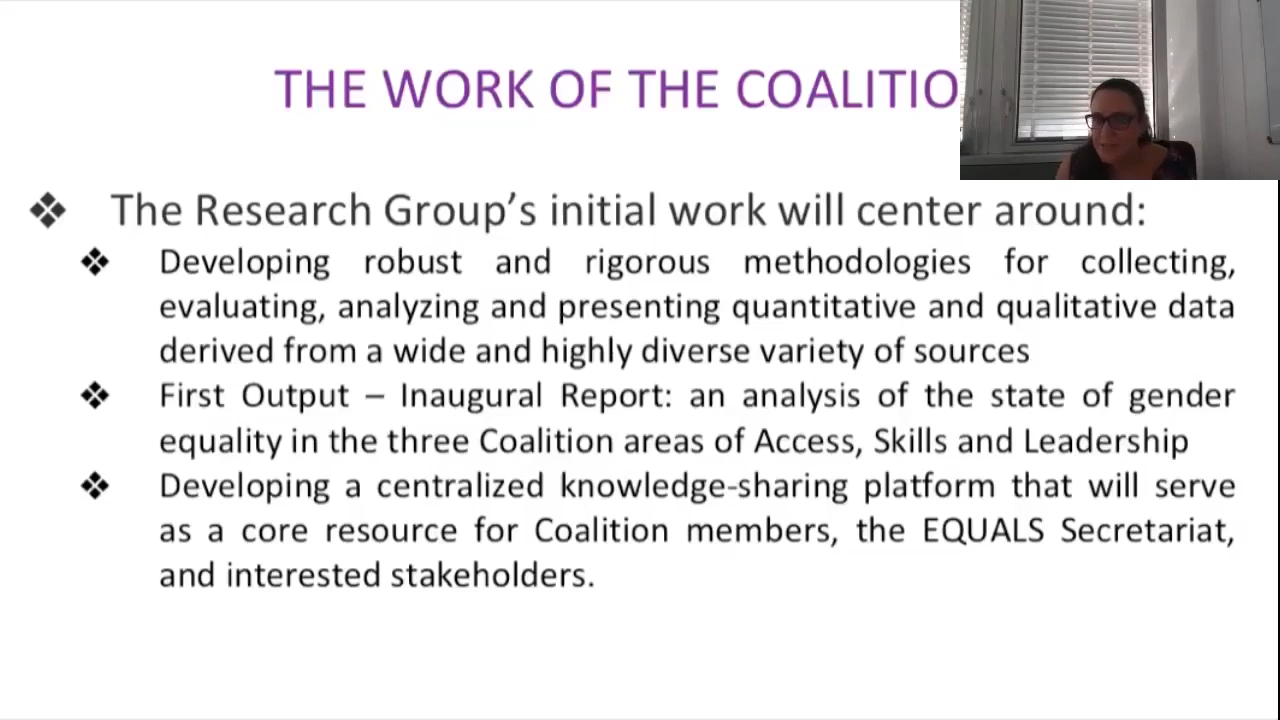 THE WORK OF THE COALITIO
❖ The Research Group's initial work will center around:
❖ Developing robust and rigorous methodologies for collecting,
evaluating, analyzing and presenting quantitative and qualitative data
derived from a wide and highly diverse variety of sources
❖ First Output – Inaugural Report: an analysis of the state of gender
equality in the three Coalition areas of Access, Skills and Leadership
❖ Developing a centralized knowledge-sharing platform that will serve
as a core resource for Coalition members, the EQUALS Secretariat,
and interested stakeholders.